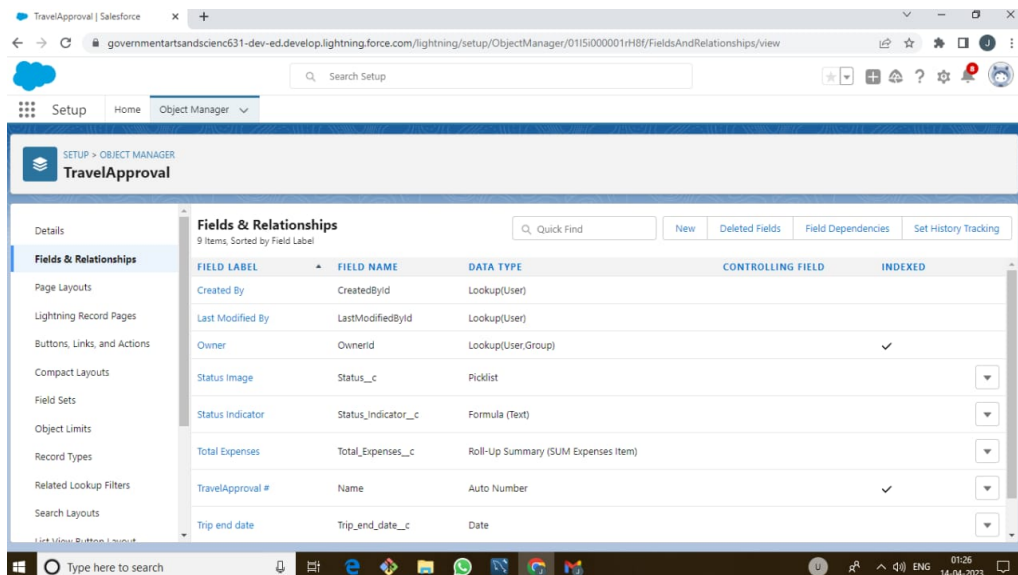 TravelApproval | Salesforce
governmentartsandscienc631-dev-ed.develop.lightning.force.com/lightning/setup/ObjectManager/01I5i000001rH8f/FieldsAndRelationships/view
J
Search Setup
Setup Home Object Manager
SETUP > OBJECT MANAGER
TravelApproval
Details
Fields & Relationships
Page Layouts
Lightning Record Pages
Buttons, Links, and Actions
Compact Layouts
Field Sets
Object Limits
Record Types
Related Lookup Filters
Search Layouts
List View Button Layout
Fields & Relationships
9 Items, Sorted by Field Label
Quick Find
New Deleted Fields Field Dependencies Set History Tracking
FIELD LABEL FIELD NAME DATA TYPE CONTROLLING FIELD INDEXED
Created By CreatedById Lookup(User)
Last Modified By LastModifiedById Lookup(User)
Owner OwnerId Lookup(User,Group)
Status Image Status__c Picklist
Status Indicator Status_Indicator__c Formula (Text)
Total Expenses Total_Expenses__c Roll-Up Summary (SUM Expenses Item)
TravelApproval # Name Auto Number
Trip end date Trip_end_date__c Date
Type here to search
U
ENG
01:26
14-04-2023